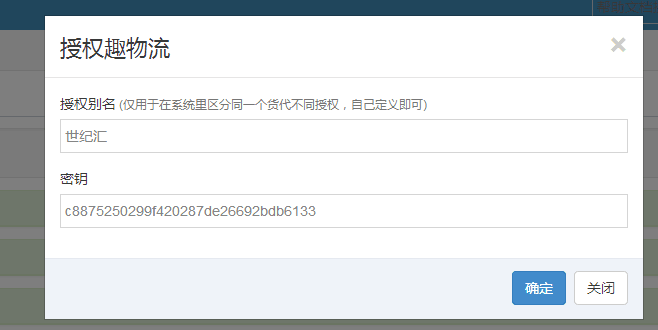 授权趣物流
×
授权别名 (仅用于在系统里区分同一个货代不同授权，自己定义即可)
世纪汇
密钥
c8875250299f420287de26692bdb6133
确定 关闭